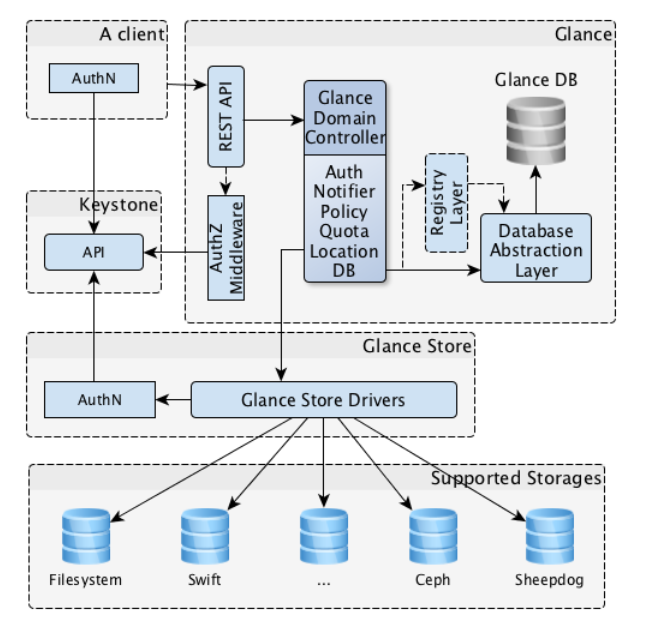 A client
AuthN
Glance
REST API
Glance
Domain
Controller
Auth
Notifier
Policy
Quota
Location
DB
Glance DB
Registry
Layer
Database
Abstraction
Layer
AuthZ
Middleware
Keystone
API
Glance Store
AuthN
Glance Store Drivers
Supported Storages
Filesystem
Swift
...
Ceph
Sheepdog